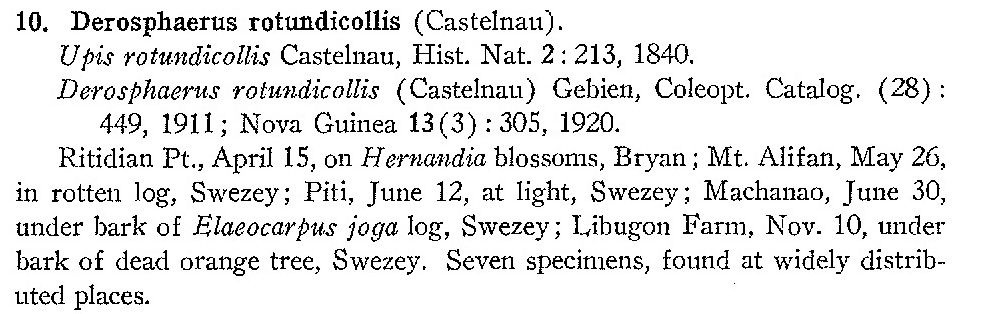 10. Derosphaerus rotundicollis (Castelnau).
Upis rotundicollis Castelnau, Hist. Nat. 2: 213, 1840.
Derosphaerus rotundicollis (Castelnau) Gebien, Coleopt. Catalog. (28):
449, 1911; Nova Guinea 13(3): 305, 1920.
Ritidian Pt., April 15, on Hernandia blossoms, Bryan; Mt. Alifan, May 26,
in rotten log, Swezey; Piti, June 12, at light, Swezey; Machanao, June 30,
under bark of Elaeocarpus joga log, Swezey; Libugon Farm, Nov. 10, under
bark of dead orange tree, Swezey. Seven specimens, found at widely distrib-
uted places.